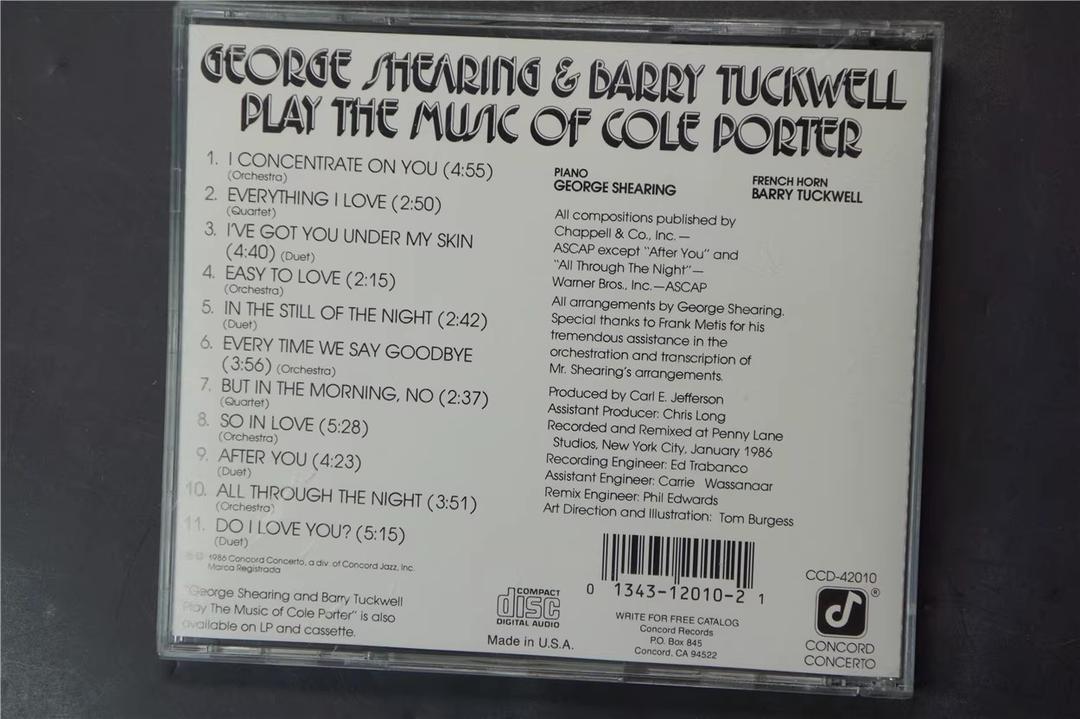 GEORGE SHEARING & BARRY TUCKWELL
PLAY THE MUSIC OF COLE PORTER
1. I CONCENTRATE ON YOU (4:55)
(Orchestra)
2. EVERYTHING I LOVE (2:50)
(Quartet)
3. I'VE GOT YOU UNDER MY SKIN
(4:40) (Duet)
4. EASY TO LOVE (2:15)
(Orchestra)
5. IN THE STILL OF THE NIGHT (2:42)
(Duet)
6. EVERY TIME WE SAY GOODBYE
(3:56) (Orchestra)
7. BUT IN THE MORNING, NO (2:37)
(Quartet)
8. SO IN LOVE (5:28)
(Orchestra)
9. AFTER YOU (4:23)
(Duet)
10. ALL THROUGH THE NIGHT (3:51)
(Orchestra)
11. DO I LOVE YOU? (5:15)
(Duet)
℗ © 1986 Concord Concerto, a div. of Concord Jazz, Inc.
Marca Registrada
"George Shearing and Barry Tuckwell
Play The Music of Cole Porter" is also
available on LP and cassette.
PIANO
GEORGE SHEARING
FRENCH HORN
BARRY TUCKWELL
All compositions published by
Chappell & Co., Inc.—
ASCAP except "After You" and
"All Through The Night"—
Warner Bros., Inc.—ASCAP
All arrangements by George Shearing.
Special thanks to Frank Metis for his
tremendous assistance in the
orchestration and transcription of
Mr. Shearing's arrangements.
Produced by Carl E. Jefferson
Assistant Producer: Chris Long
Recorded and Remixed at Penny Lane
Studios, New York City, January 1986
Recording Engineer: Ed Trabanco
Assistant Engineer: Carrie Wassanaar
Remix Engineer: Phil Edwards
Art Direction and Illustration: Tom Burgess
COMPACT
disc
DIGITAL AUDIO
Made in U.S.A.
0 1343-12010-2 1
WRITE FOR FREE CATALOG
Concord Records
P.O. Box 845
Concord, CA 94522
CCD-42010
®
CONCORD
CONCERTO